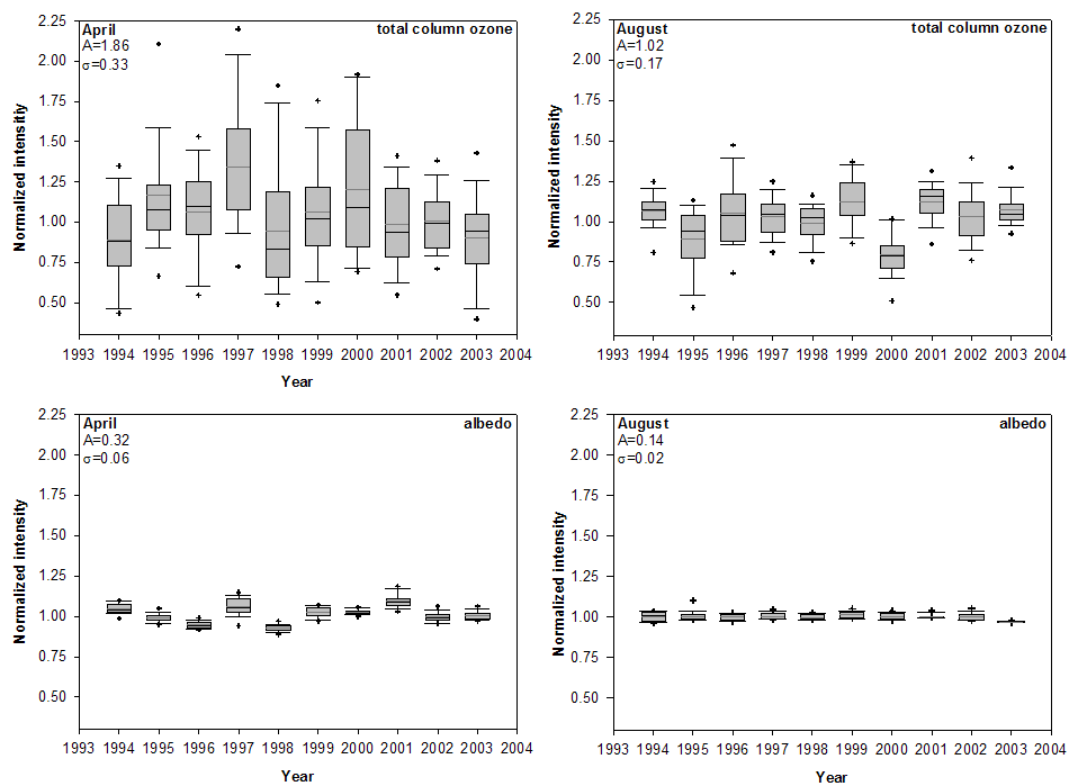 April
total column ozone
A=1.86
σ=0.33
2.25
2.00
1.75
1.50
1.25
1.00
0.75
0.50
Normalized intensitiy
1993 1994 1995 1996 1997 1998 1999 2000 2001 2002 2003 2004
Year
August
total column ozone
A=1.02
σ=0.17
2.25
2.00
1.75
1.50
1.25
1.00
0.75
0.50
Normalized intensity
1993 1994 1995 1996 1997 1998 1999 2000 2001 2002 2003 2004
April
albedo
A=0.32
σ=0.06
2.25
2.00
1.75
1.50
1.25
1.00
0.75
0.50
Normalized intensity
1993 1994 1995 1996 1997 1998 1999 2000 2001 2002 2003 2004
Year
August
albedo
A=0.14
σ=0.02
2.25
2.00
1.75
1.50
1.25
1.00
0.75
0.50
Normalized intensity
1993 1994 1995 1996 1997 1998 1999 2000 2001 2002 2003 2004
Year